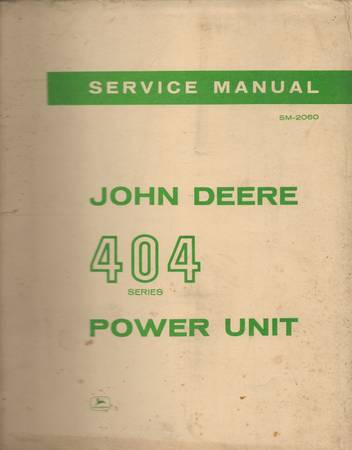 SERVICE MANUAL
SM-2060
JOHN DEERE
404
SERIES
POWER UNIT